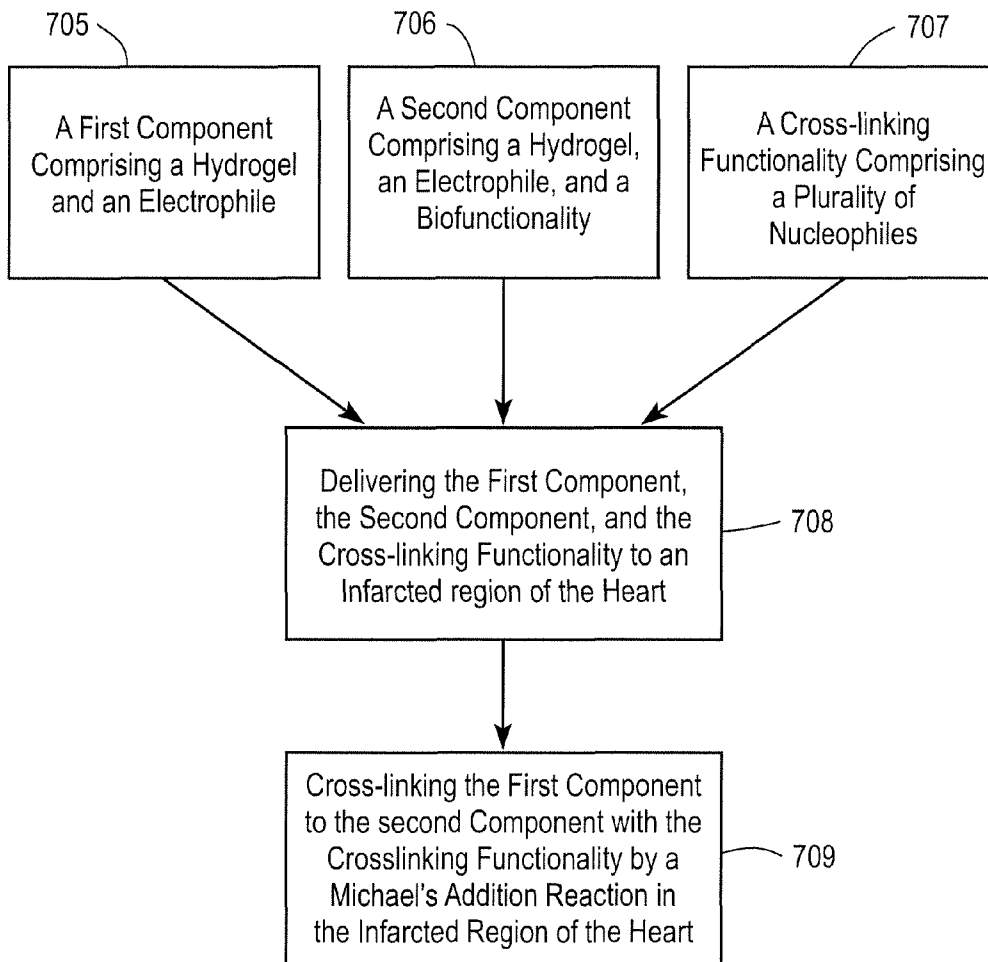 705
706
707
A First Component
Comprising a Hydrogel
and an Electrophile
A Second Component
Comprising a Hydrogel,
an Electrophile, and a
Biofunctionality
A Cross-linking
Functionality Comprising
a Plurality of
Nucleophiles
Delivering the First Component,
the Second Component, and the
Cross-linking Functionality to an
Infarcted region of the Heart
708
Cross-linking the First Component
to the second Component with the
Crosslinking Functionality by a
Michael's Addition Reaction in
the Infarcted Region of the Heart
709